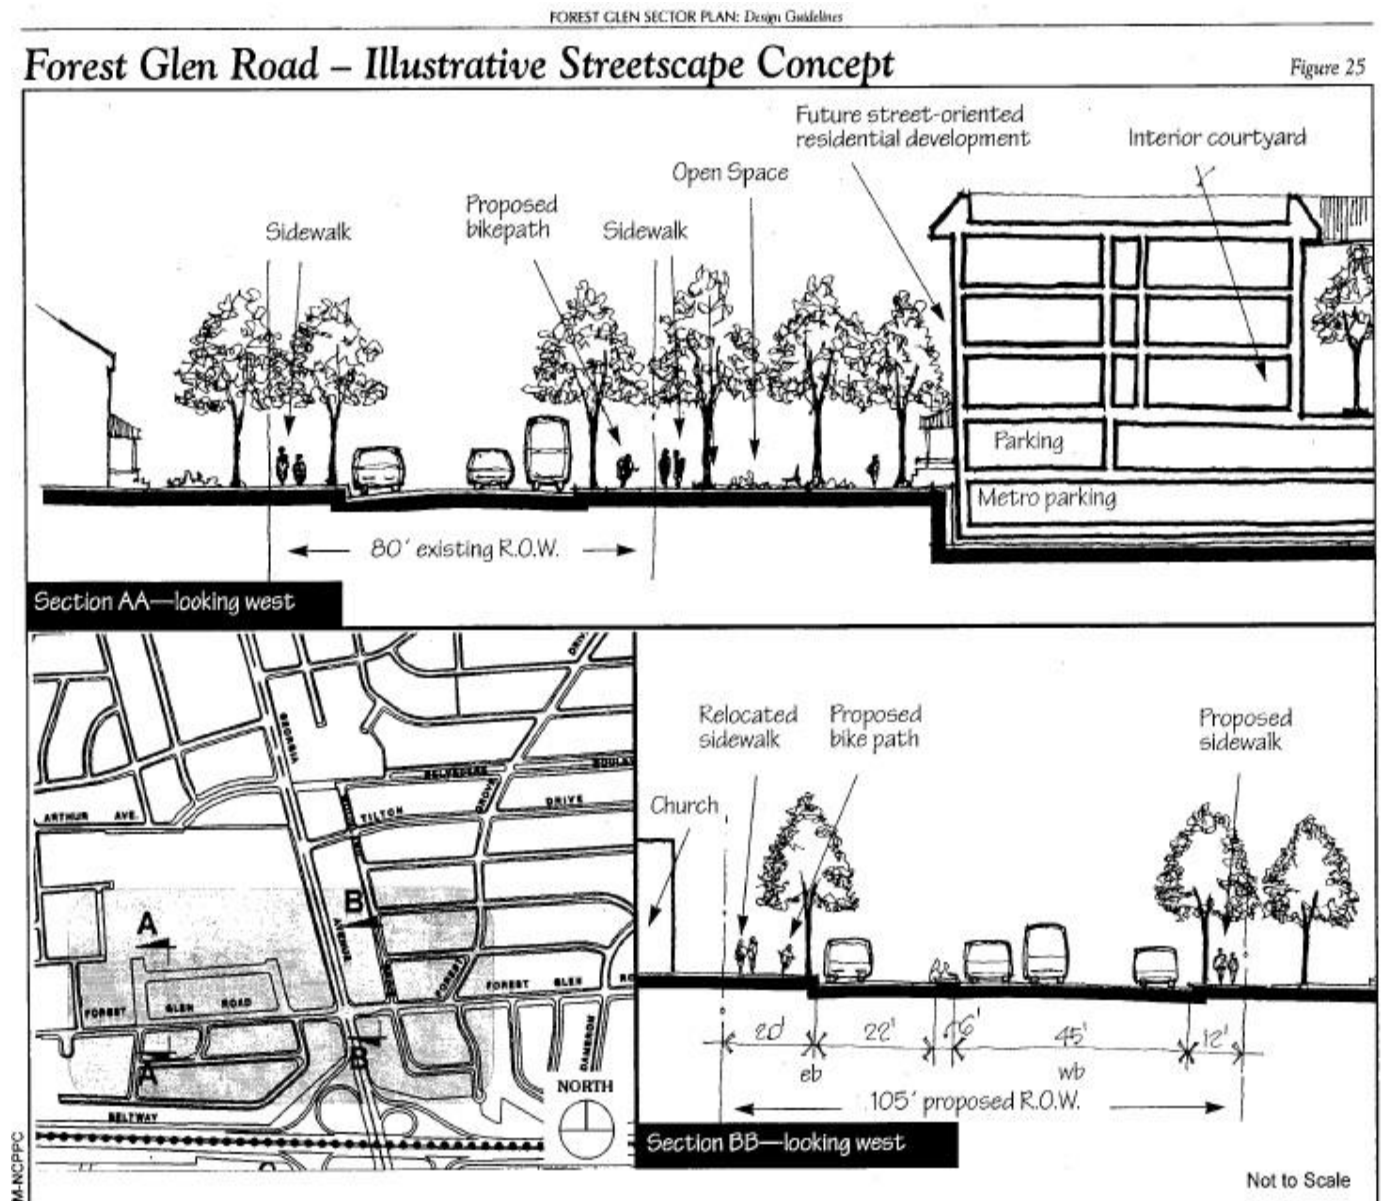 FOREST GLEN SECTOR PLAN: Design Guidelines
Forest Glen Road – Illustrative Streetscape Concept
Figure 25
Future street-oriented
residential development
Interior courtyard
Open Space
Proposed
bikepath
Sidewalk
Sidewalk
Parking
Metro parking
80' existing R.O.W.
Section AA—looking west
GEORGIA
AVENUE
DRIVE
BELVEDERE
TILTON
GROVE
DRIVE
ARTHUR AVE.
A
B
FOREST GLEN ROAD
FOREST
FOREST GLEN
DAMERON
A
B
NORTH
BELTWAY
Relocated
sidewalk
Proposed
bike path
Proposed
sidewalk
Church
20' 22' 6' 45' 12'
eb wb
105' proposed R.O.W.
Section BB—looking west
Not to Scale
M-NCPPC